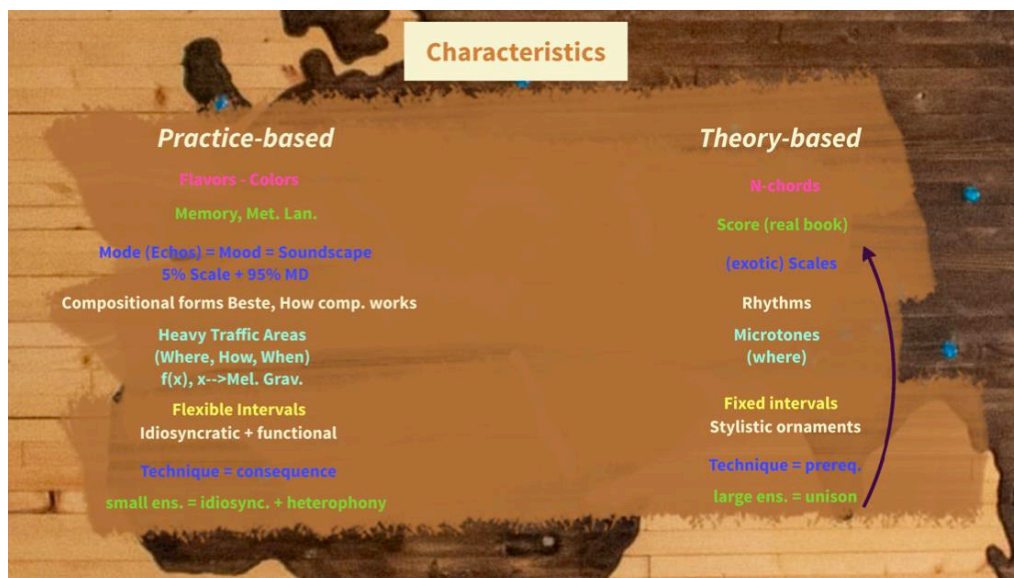 Characteristics
Practice-based
Flavors - Colors
Memory, Met. Lan.
Mode (Echos) = Mood = Soundscape
5% Scale + 95% MD
Compositional forms Beste, How comp. works
Heavy Traffic Areas
(Where, How, When)
f(x), x-->Mel. Grav.
Flexible Intervals
Idiosyncratic + functional
Technique = consequence
small ens. = idiosync. + heterophony
Theory-based
N-chords
Score (real book)
(exotic) Scales
Rhythms
Microtones
(where)
Fixed intervals
Stylistic ornaments
Technique = prereq.
large ens. = unison